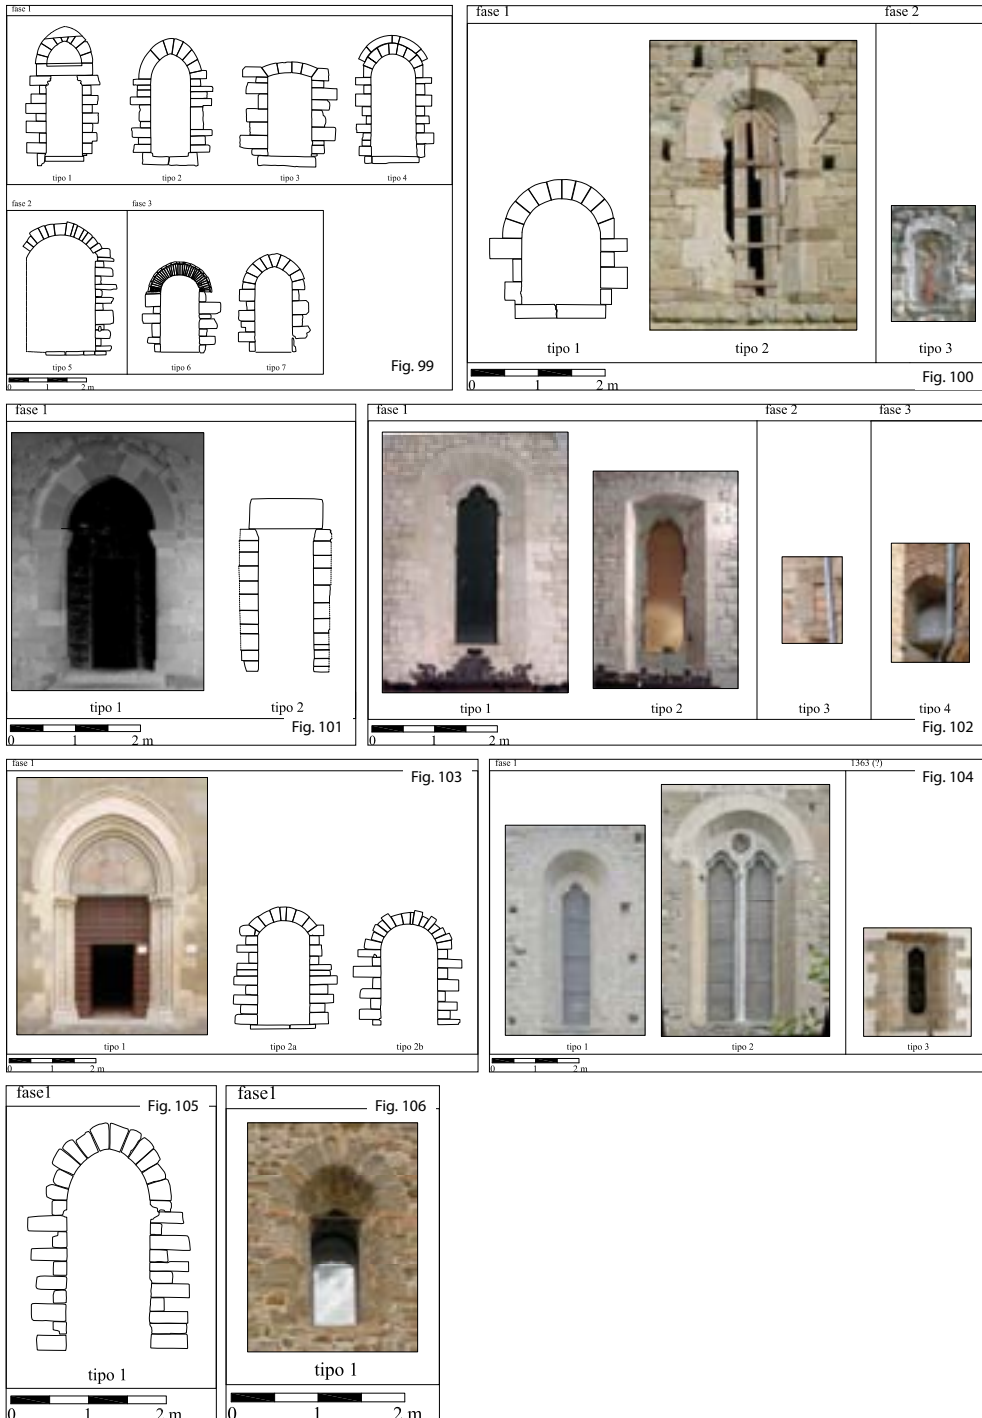 fase 1
tipo 1 tipo 2 tipo 3 tipo 4
fase 2 fase 3
tipo 5 tipo 6 tipo 7
Fig. 99
0 1 2 m
fase 1 fase 2
tipo 1 tipo 2 tipo 3
Fig. 100
0 1 2 m
fase 1
tipo 1 tipo 2
Fig. 101
0 1 2 m
fase 1 fase 2 fase 3
tipo 1 tipo 2 tipo 3 tipo 4
Fig. 102
0 1 2 m
fase 1
Fig. 103
tipo 1 tipo 2a tipo 2b
0 1 2 m
fase 1 1363 (?)
Fig. 104
tipo 1 tipo 2 tipo 3
0 1 2 m
fase1
Fig. 105
tipo 1
0 1 2 m
fase1
Fig. 106
tipo 1
0 1 2 m